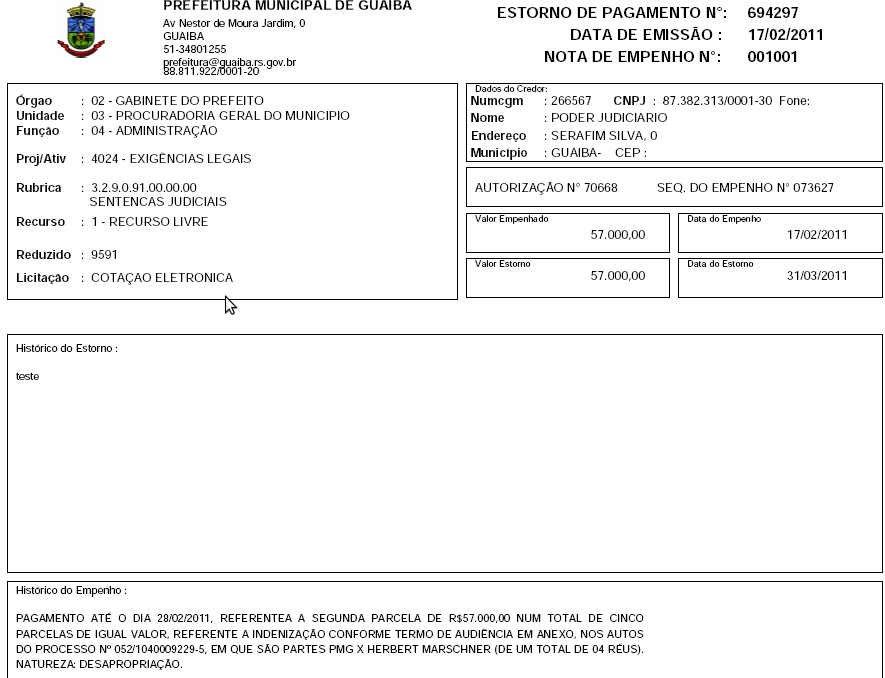 PREFEITURA MUNICIPAL DE GUAIBA
Av Nestor de Moura Jardim, 0
GUAIBA
51-34801255
prefeitura@guaiba.rs.gov.br
88.811.922/0001-20
ESTORNO DE PAGAMENTO N°: 694297
DATA DE EMISSÃO : 17/02/2011
NOTA DE EMPENHO N°: 001001
Órgao : 02 - GABINETE DO PREFEITO
Unidade : 03 - PROCURADORIA GERAL DO MUNICIPIO
Função : 04 - ADMINISTRAÇÃO
Proj/Ativ : 4024 - EXIGÊNCIAS LEGAIS
Rubrica : 3.2.9.0.91.00.00.00
SENTENCAS JUDICIAIS
Recurso : 1 - RECURSO LIVRE
Reduzido : 9591
Licitação : COTAÇAO ELETRONICA
Dados do Credor:
Numcgm : 266567 CNPJ : 87.382.313/0001-30 Fone:
Nome : PODER JUDICIARIO
Endereço : SERAFIM SILVA, 0
Município : GUAIBA- CEP :
AUTORIZAÇÃO N° 70668 SEQ. DO EMPENHO N° 073627
Valor Empenhado
57.000,00
Data do Empenho
17/02/2011
Valor Estorno
57.000,00
Data do Estorno
31/03/2011
Histórico do Estorno :
teste
Histórico do Empenho :
PAGAMENTO ATÉ O DIA 28/02/2011, REFERENTEA A SEGUNDA PARCELA DE R$57.000,00 NUM TOTAL DE CINCO
PARCELAS DE IGUAL VALOR, REFERENTE A INDENIZAÇÃO CONFORME TERMO DE AUDIÊNCIA EM ANEXO, NOS AUTOS
DO PROCESSO Nº 052/1040009229-5, EM QUE SÃO PARTES PMG X HERBERT MARSCHNER (DE UM TOTAL DE 04 RÉUS).
NATUREZA: DESAPROPRIAÇÃO.